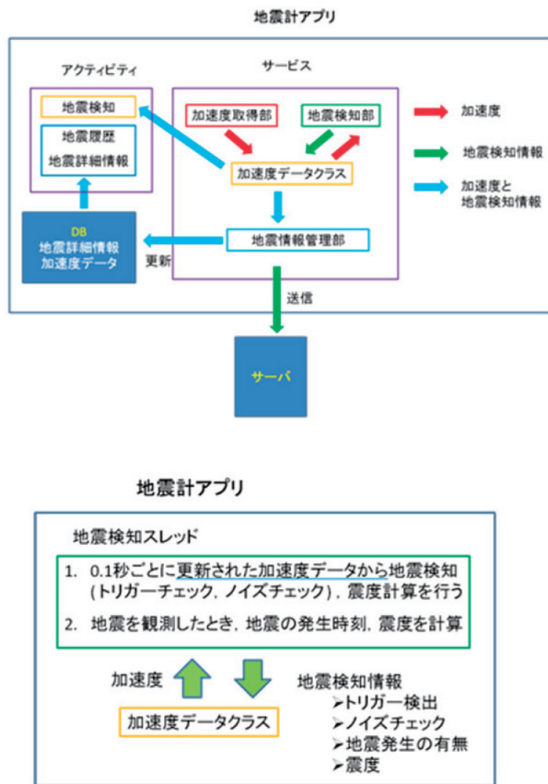 地震計アプリ
アクティビティ
サービス
地震検知
地震履歴
地震詳細情報
加速度取得部
地震検知部
加速度データクラス
地震情報管理部
加速度
地震検知情報
加速度と
地震検知情報
DB
地震詳細情報
加速度データ
更新
送信
サーバ
地震計アプリ
地震検知スレッド
1. 0.1秒ごとに更新された加速度データから地震検知
(トリガーチェック,ノイズチェック),震度計算を行う
2. 地震を観測したとき,地震の発生時刻,震度を計算
加速度
加速度データクラス
地震検知情報
➢トリガー検出
➢ノイズチェック
➢地震発生の有無
➢震度